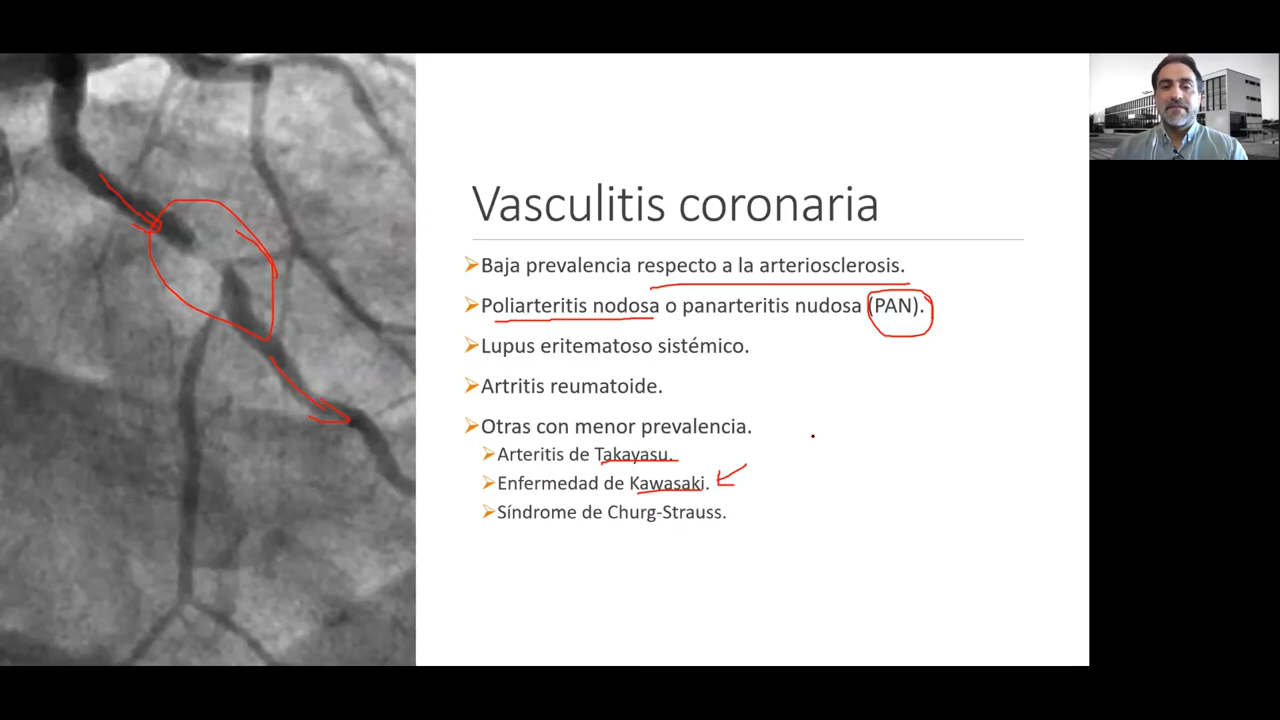 Vasculitis coronaria
Baja prevalencia respecto a la arteriosclerosis.
Poliarteritis nodosa o panarteritis nudosa (PAN).
Lupus eritematoso sistémico.
Artritis reumatoide.
Otras con menor prevalencia.
Arteritis de Takayasu.
Enfermedad de Kawasaki.
Síndrome de Churg-Strauss.